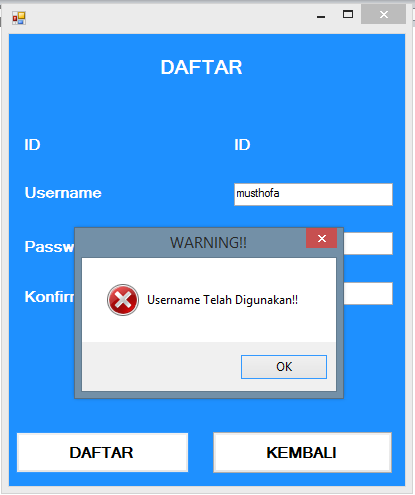 DAFTAR
ID ID
Username musthofa
Passw
Konfirm
WARNING!!
Username Telah Digunakan!!
OK
DAFTAR KEMBALI